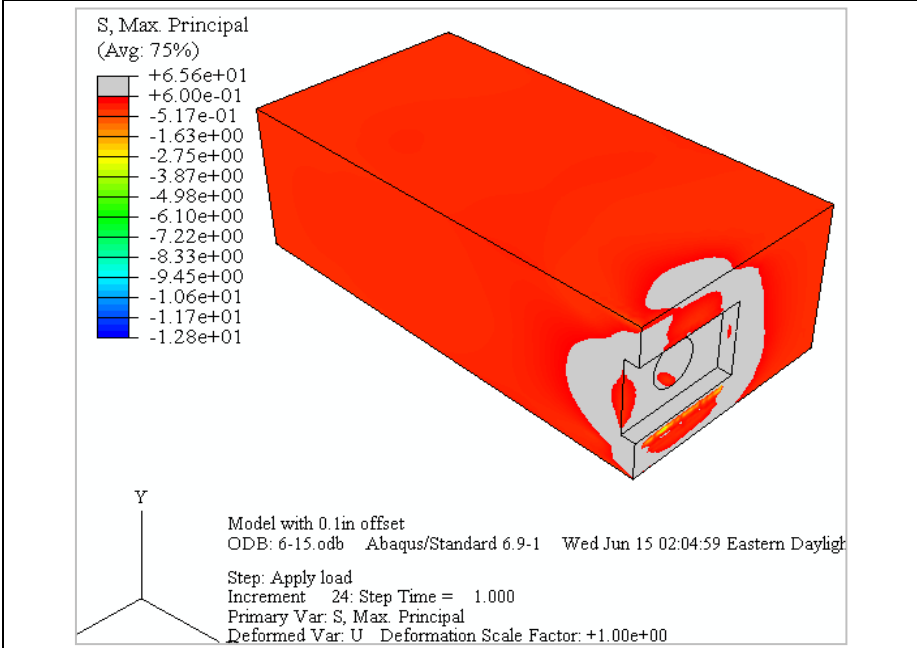 S, Max. Principal
(Avg: 75%)
+6.56e+01
+6.00e-01
-5.17e-01
-1.63e+00
-2.75e+00
-3.87e+00
-4.98e+00
-6.10e+00
-7.22e+00
-8.33e+00
-9.45e+00
-1.06e+01
-1.17e+01
-1.28e+01
Y
Model with 0.1in offset
ODB: 6-15.odb Abaqus/Standard 6.9-1 Wed Jun 15 02:04:59 Eastern Dayligh
Step: Apply load
Increment 24: Step Time = 1.000
Primary Var: S, Max. Principal
Deformed Var: U Deformation Scale Factor: +1.00e+00